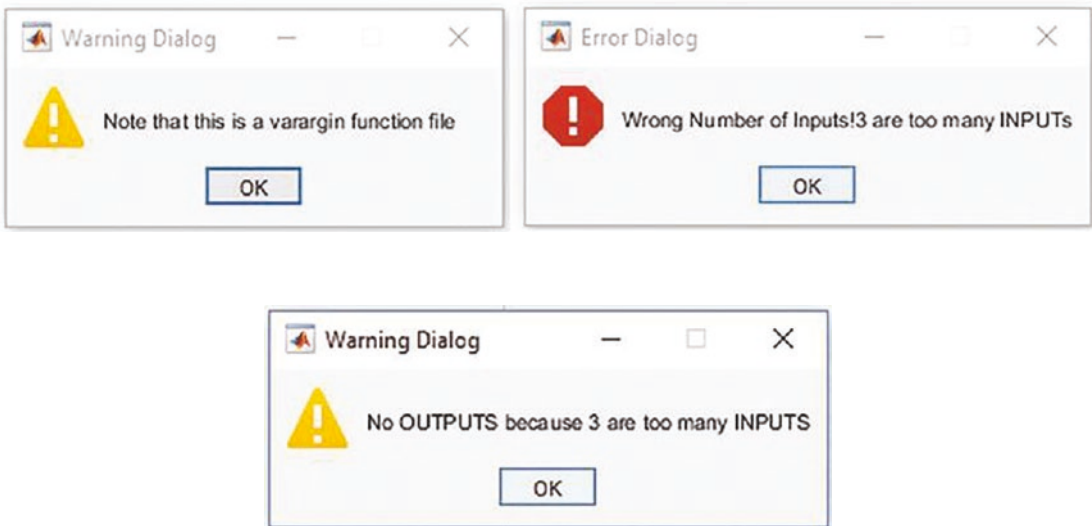 Warning Dialog
Note that this is a varargin function file
OK
Error Dialog
Wrong Number of Inputs!3 are too many INPUTs
OK
Warning Dialog
No OUTPUTS because 3 are too many INPUTS
OK